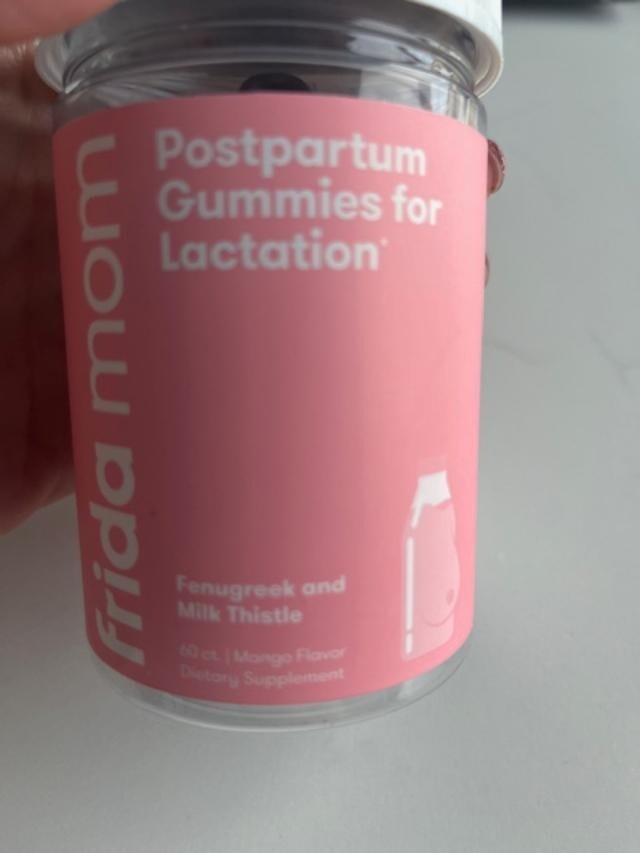 frida mom
Postpartum
Gummies for
Lactation*
Fenugreek and
Milk Thistle
60 ct. | Mango Flavor
Dietary Supplement